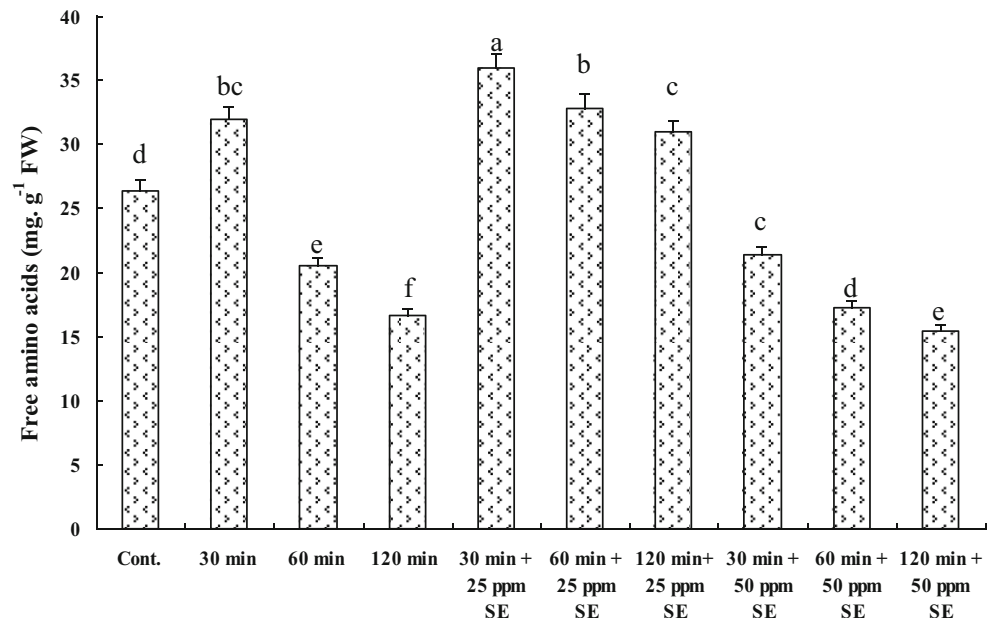 40
35
30
25
20
15
10
5
0
Free amino acids (mg. g⁻¹ FW)
d
bc
e
f
a
b
c
c
d
e
Cont.
30 min
60 min
120 min
30 min +
25 ppm
SE
60 min +
25 ppm
SE
120 min+
25 ppm
SE
30 min +
50 ppm
SE
60 min +
50 ppm
SE
120 min +
50 ppm
SE